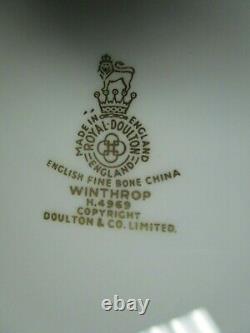 MADE IN ENGLAND
ROYAL·DOULTON
ENGLAND
ENGLISH FINE BONE CHINA
WINTHROP
H.4969
COPYRIGHT
DOULTON & CO. LIMITED.